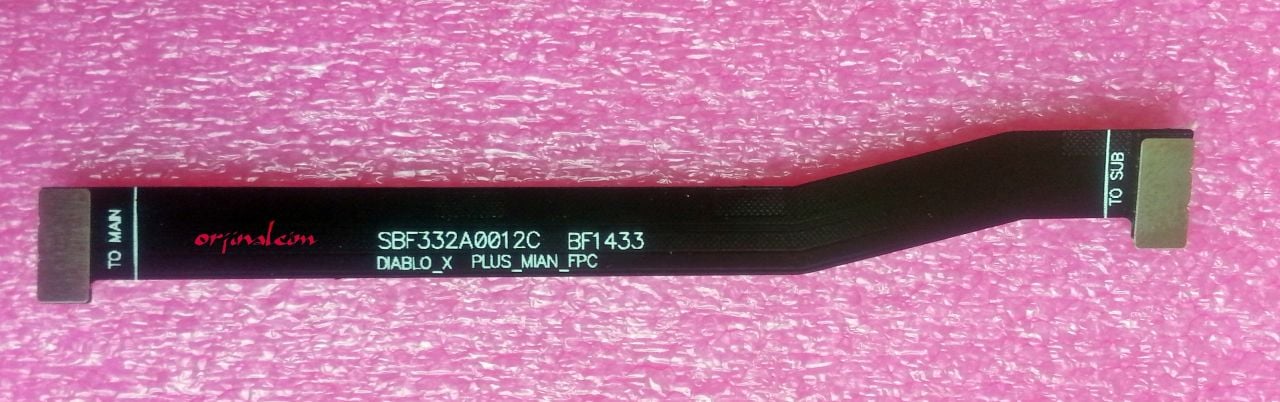 TO MAIN
orjinalcim
SBF332A0012C BF1433
DIABLO_X PLUS_MIAN_FPC
TO SUB